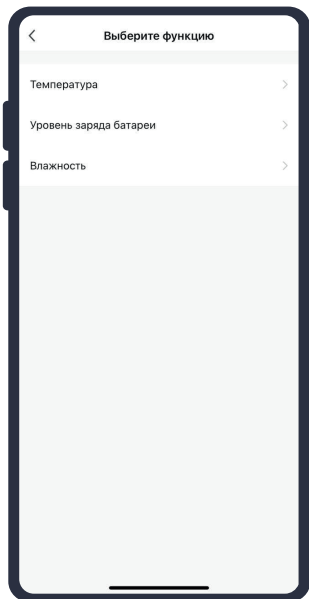 Выберите функцию
Температура
Уровень заряда батареи
Влажность